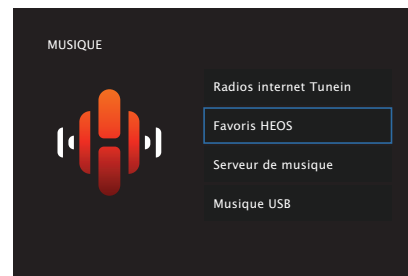 MUSIQUE
Radios internet Tunein
Favoris HEOS
Serveur de musique
Musique USB